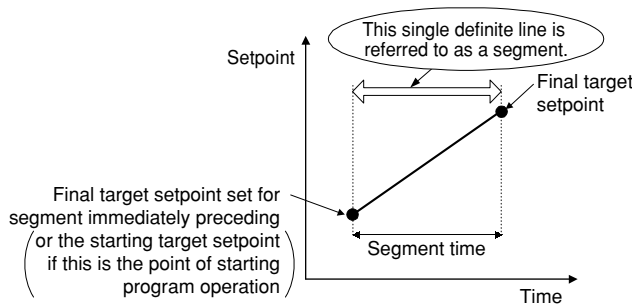 This single definite line is
referred to as a segment.
Setpoint
Final target
setpoint
Final target setpoint set for
segment immediately preceding
or the starting target setpoint
if this is the point of starting
program operation
Segment time
Time